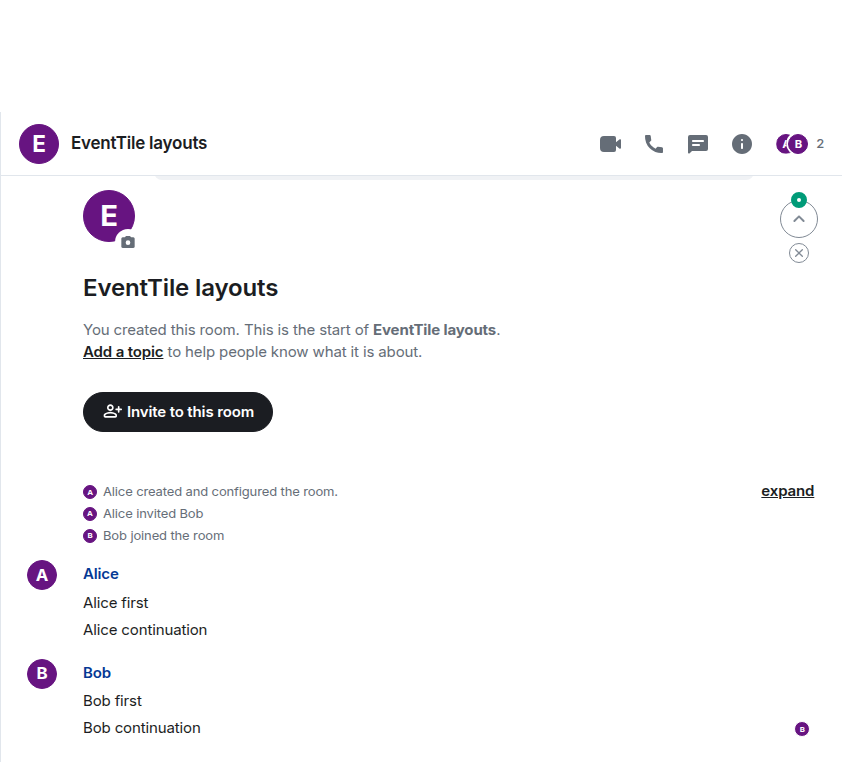 E EventTile layouts A B 2
E
EventTile layouts
You created this room. This is the start of EventTile layouts.
Add a topic to help people know what it is about.
Invite to this room
A Alice created and configured the room. expand
A Alice invited Bob
B Bob joined the room
A Alice
Alice first
Alice continuation
B Bob
Bob first
Bob continuation B